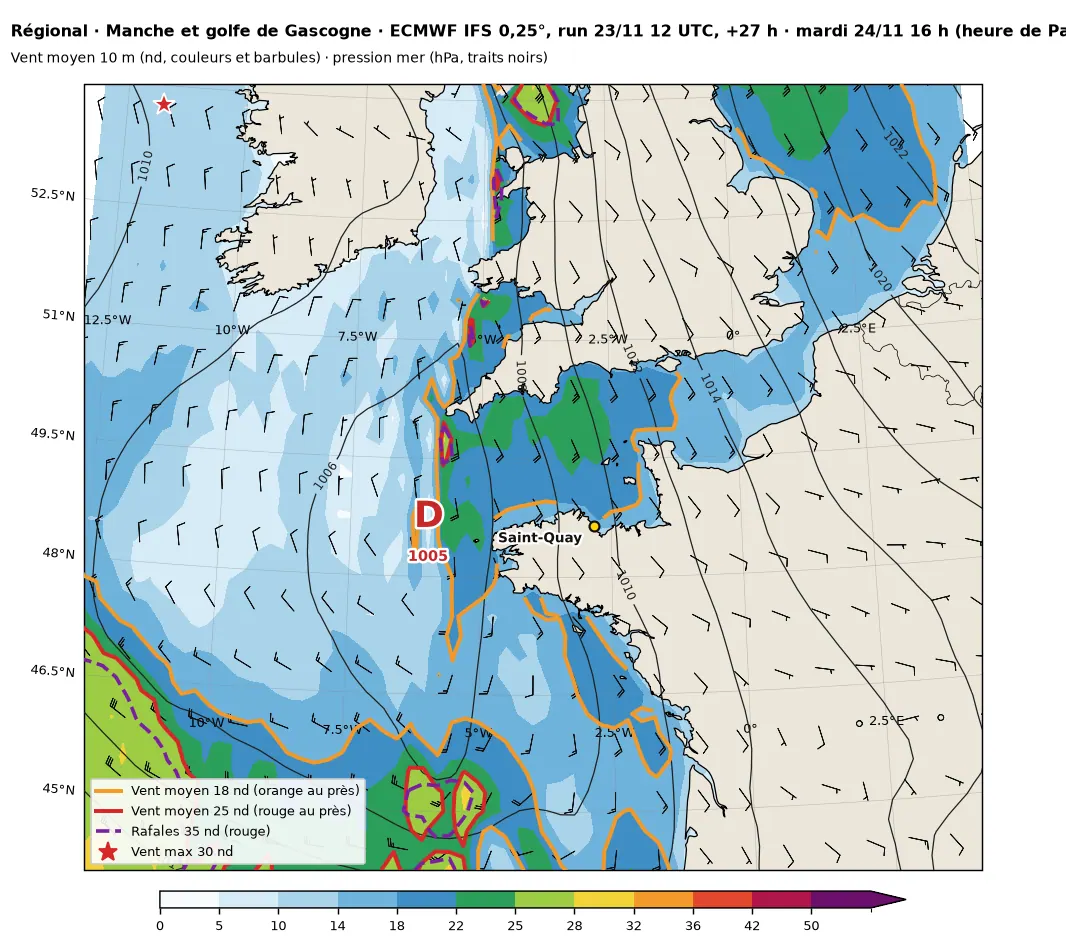 Régional · Manche et golfe de Gascogne · ECMWF IFS 0,25°, run 23/11 12 UTC, +27 h · mardi 24/11 16 h (heure de Pa
Vent moyen 10 m (nd, couleurs et barbules) · pression mer (hPa, traits noirs)
1022
1010
52.5°N
1020
51°N
12.5°W
10°W
7.5°W
°W
2.5°W
0°
2.5°E
1014
49.5°N
1006
D
Saint-Quay
48°N
1005
1010
46.5°N
10°W
7.5°W
5°W
2.5°W
0°
2.5°E
45°N
Vent moyen 18 nd (orange au près)
Vent moyen 25 nd (rouge au près)
Rafales 35 nd (rouge)
Vent max 30 nd
0 5 10 14 18 22 25 28 32 36 42 50